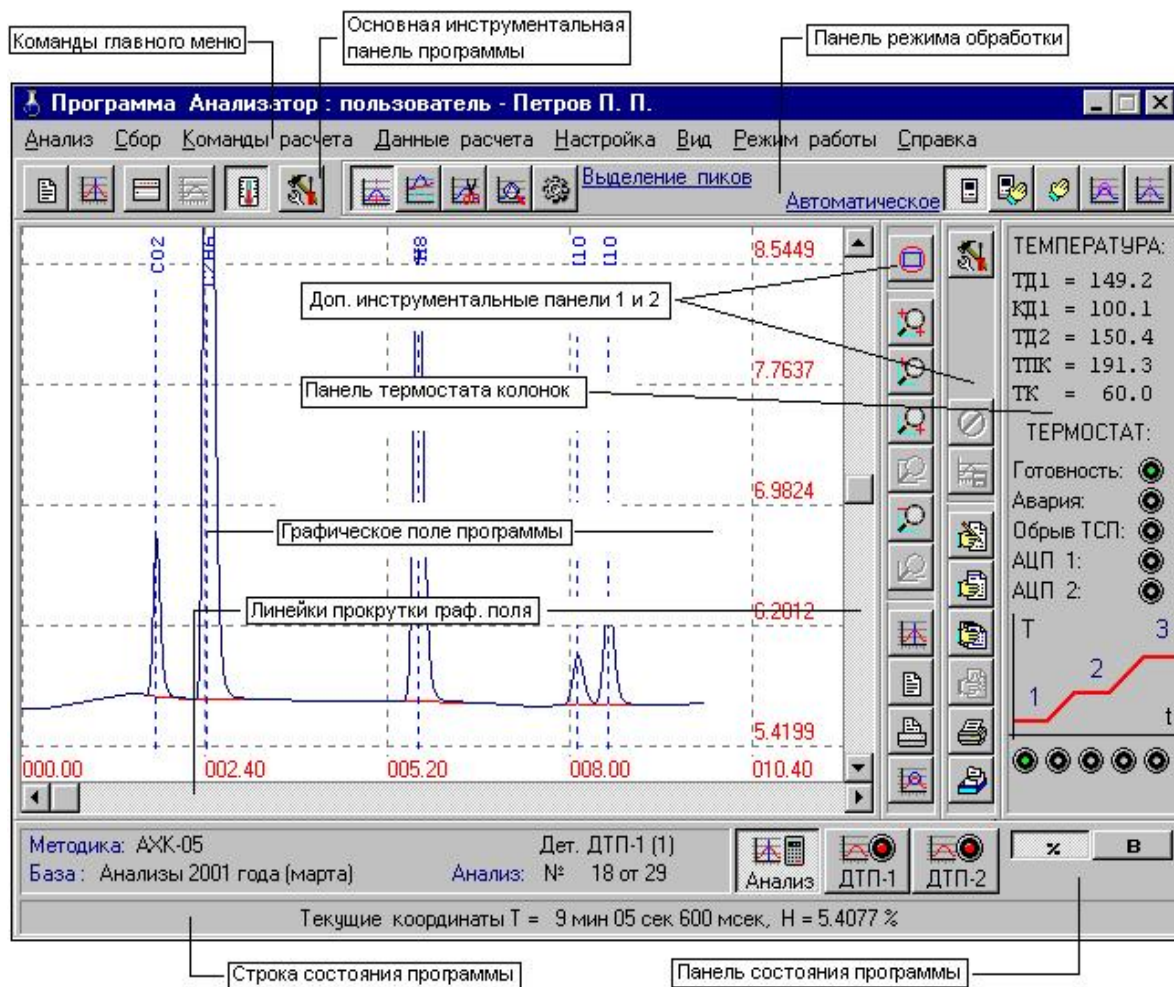 Основная инструментальная
панель программы
Команды главного меню
Панель режима обработки
Программа Анализатор : пользователь - Петров П. П.
Анализ Сбор Команды расчета Данные расчета Настройка Вид Режим работы Справка
Выделение пиков
Автоматическое
CO2
8.5449
ТЕМПЕРАТУРА:
ТД1 = 149.2
Доп. инструментальные панели 1 и 2
КД1 = 100.1
ТД2 = 150.4
7.7637
ТПК = 191.3
Панель термостата колонок
ТК = 60.0
ТЕРМОСТАТ:
Готовность:
6.9824
Авария:
Графическое поле программы
Обрыв ТСП:
АЦП 1:
АЦП 2:
Линейки прокрутки граф. поля
6.2012
T
3
2
1
t
5.4199
000.00 002.40 005.20 008.00 010.40
Методика: АХК-05 Дет. ДТП-1 (1)
База : Анализы 2001 года (марта) Анализ: № 18 от 29
Анализ ДТП-1 ДТП-2
% В
Текущие координаты T = 9 мин 05 сек 600 мсек, H = 5.4077 %
Строка состояния программы
Панель состояния программы